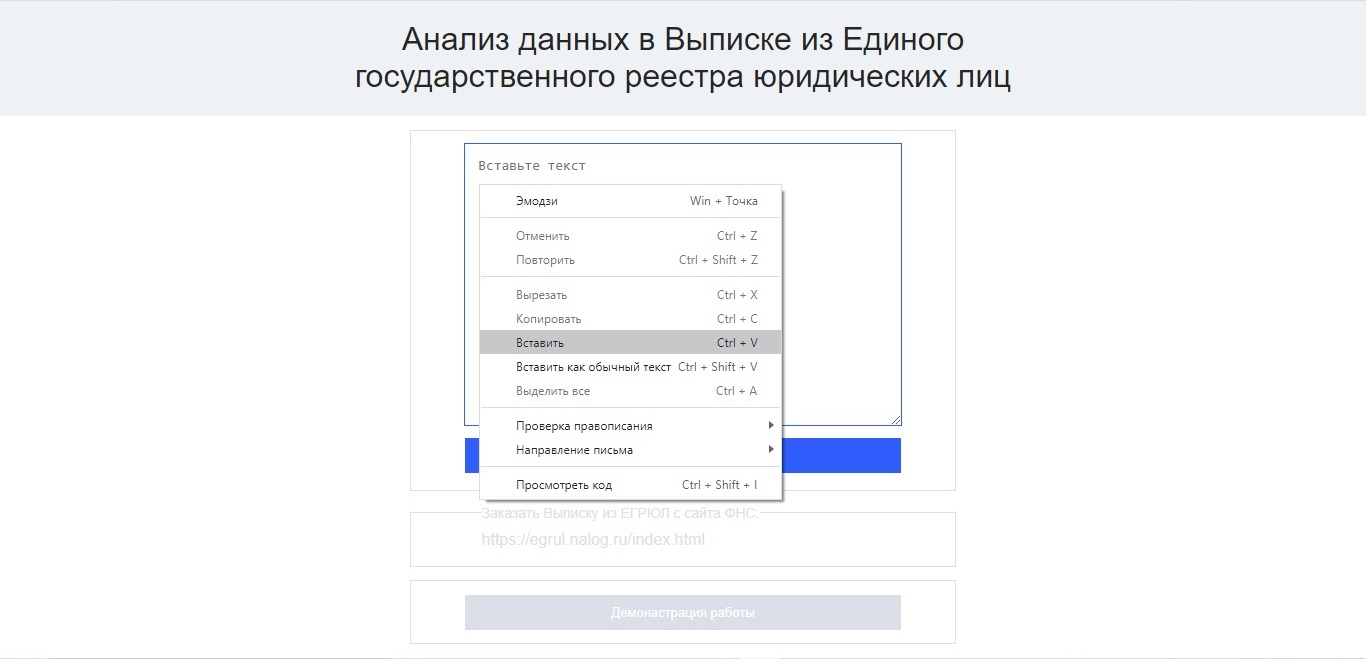 Анализ данных в Выписке из Единого
государственного реестра юридических лиц
Вставьте текст
Эмодзи Win + Точка
Отменить Ctrl + Z
Повторить Ctrl + Shift + Z
Вырезать Ctrl + X
Копировать Ctrl + C
Вставить Ctrl + V
Вставить как обычный текст Ctrl + Shift + V
Выделить все Ctrl + A
Проверка правописания
Направление письма
Просмотреть код Ctrl + Shift + I
Заказать Выписку из ЕГРЮЛ с сайта ФНС:
https://egrul.nalog.ru/index.html
Демонастрация работы